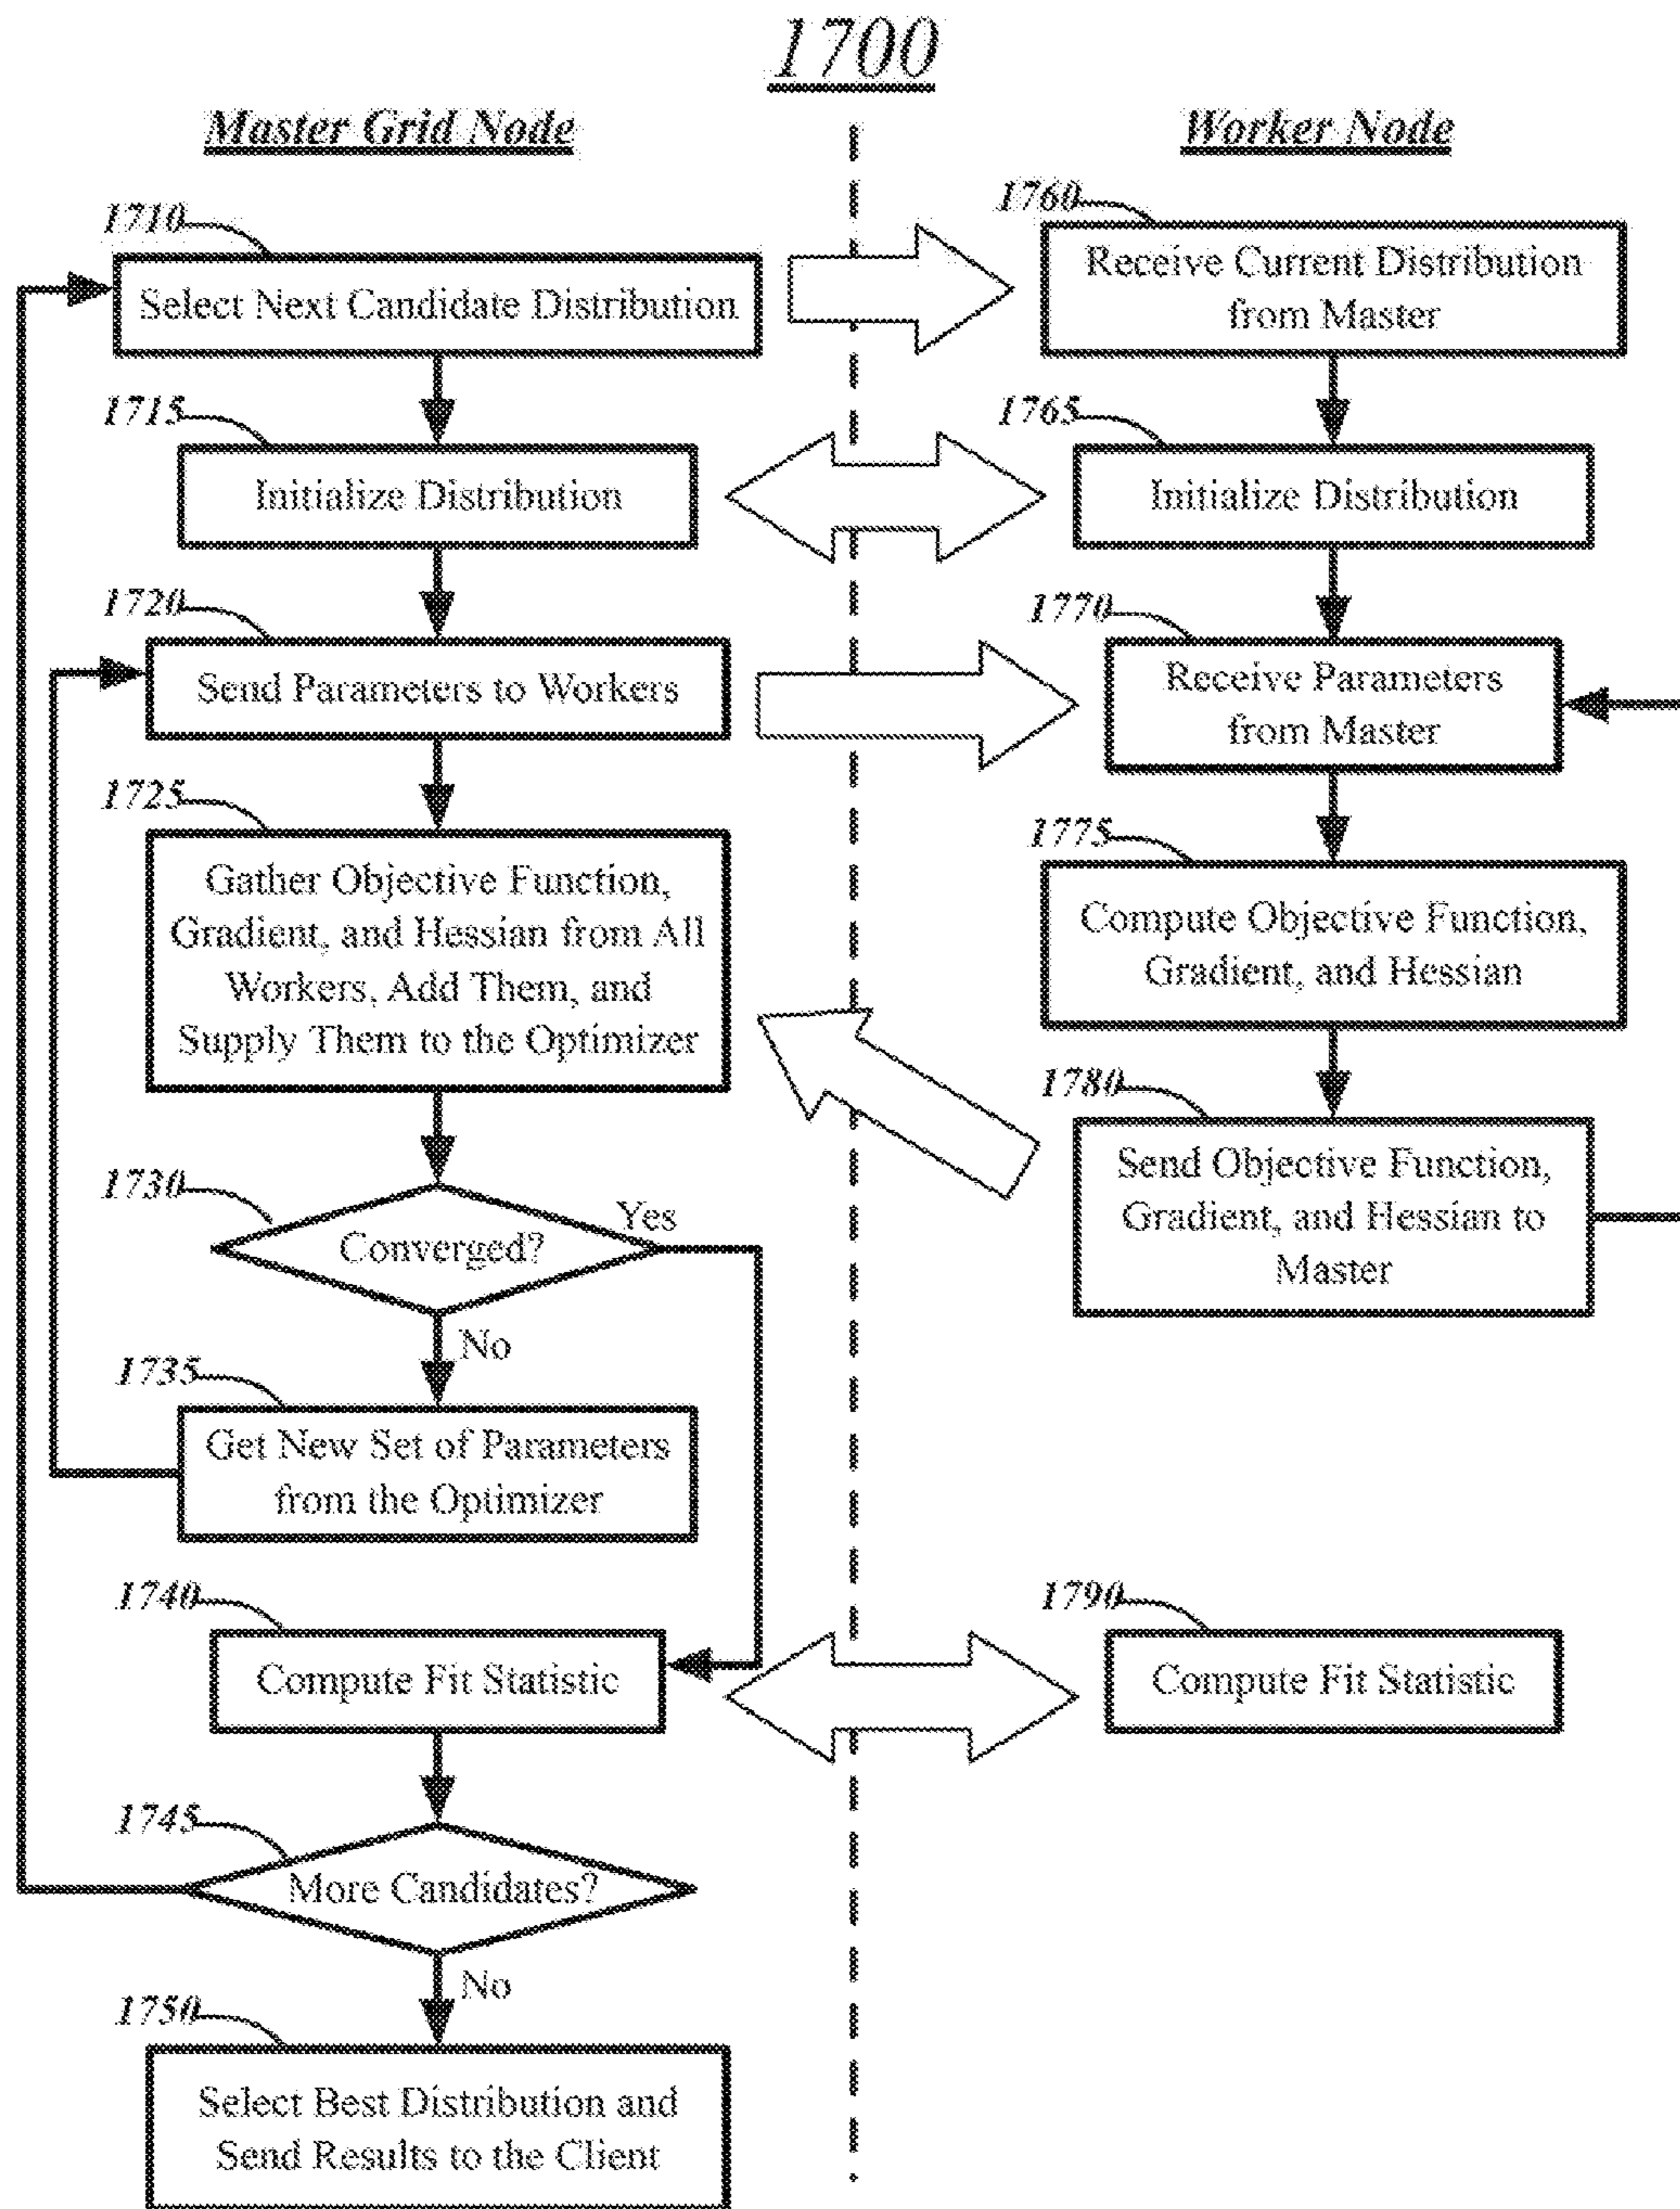 1700
Master Grid Node
1710
Select Next Candidate Distribution
1715
Initialize Distribution
1720
Send Parameters to Workers
1725
Gather Objective Function,
Gradient, and Hessian from All
Workers, Add Them, and
Supply Them to the Optimizer
1730
Converged?
Yes
No
1735
Get New Set of Parameters
from the Optimizer
1740
Compute Fit Statistic
1745
More Candidates?
No
1750
Select Best Distribution and
Send Results to the Client
Worker Node
1760
Receive Current Distribution
from Master
1765
Initialize Distribution
1770
Receive Parameters
from Master
1775
Compute Objective Function,
Gradient, and Hessian
1780
Send Objective Function,
Gradient, and Hessian to
Master
1790
Compute Fit Statistic